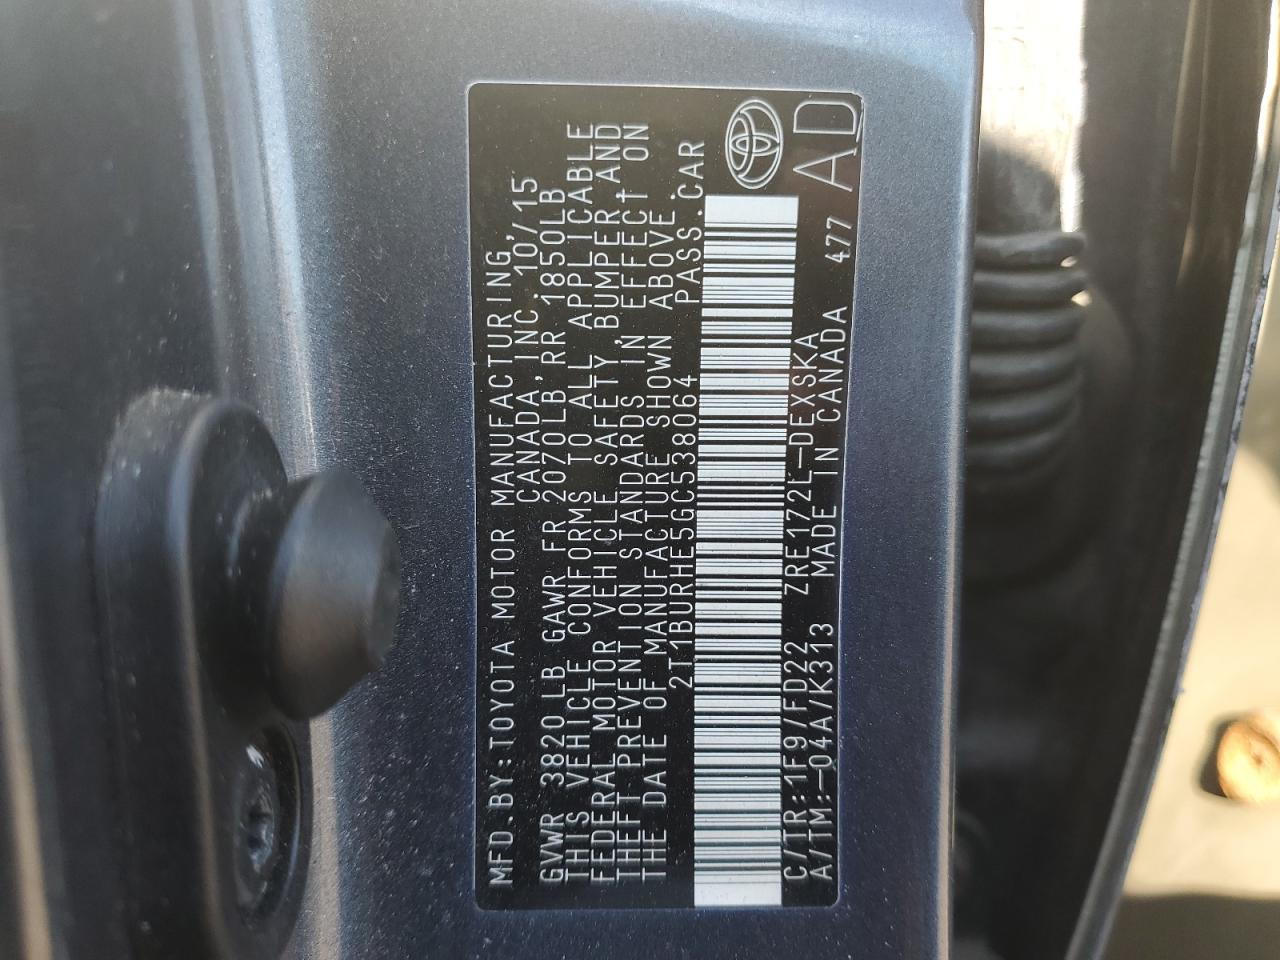 MFD.BY:TOYOTA MOTOR MANUFACTURING,
CANADA, INC. 10/15
GVWR 3820 LB GAWR FR 2070LB, RR 1850LB
THIS VEHICLE CONFORMS TO ALL APPLICABLE
FEDERAL MOTOR VEHICLE SAFETY, BUMPER, AND
THEFT PREVENTION STANDARDS IN EFFECT ON
THE DATE OF MANUFACTURE SHOWN ABOVE.
2T1BURHE5GC538064 PASS.CAR
C/TR:1F9/FD22 ZRE172L-DEXSKA
A/TM:-04A/K313 MADE IN CANADA 477
AD